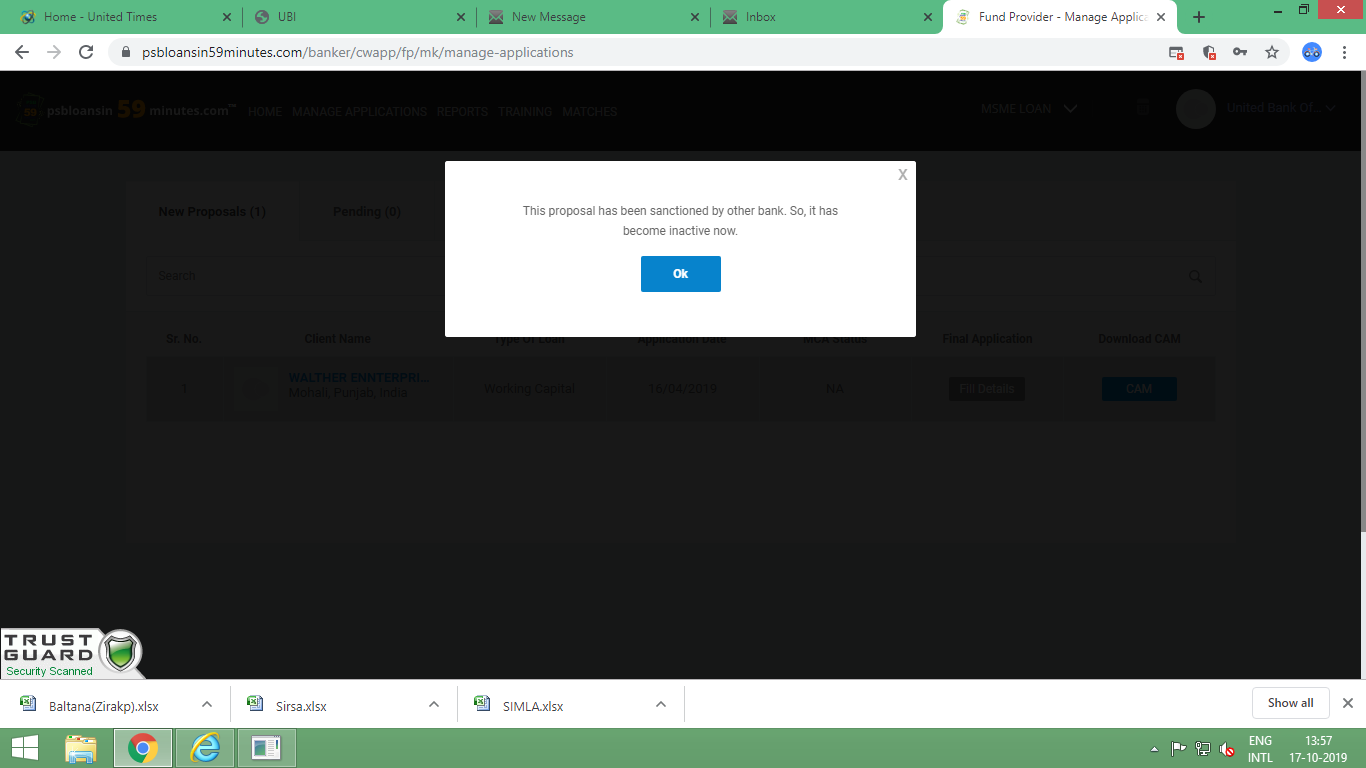 Home - United Times
UBI
New Message
Inbox
Fund Provider - Manage Applica
psbloansin59minutes.com/banker/cwapp/fp/mk/manage-applications
59 psbloansin 59 minutes.com™
HOME MANAGE APPLICATIONS REPORTS TRAINING MATCHES
MSME LOAN
United Bank Of...
X
This proposal has been sanctioned by other bank. So, it has
become inactive now.
Ok
New Proposals (1)
Pending (0)
Search
Sr. No. Client Name Type Of Loan Application Date MCA Status Final Application Download CAM
1 WALTHER ENNTERPRI... Working Capital 16/04/2019 NA Fill Details CAM
Mohali, Punjab, India
TRUST
GUARD
Security Scanned
Baltana(Zirakp).xlsx
Sirsa.xlsx
SIMLA.xlsx
Show all
ENG 13:57
INTL 17-10-2019